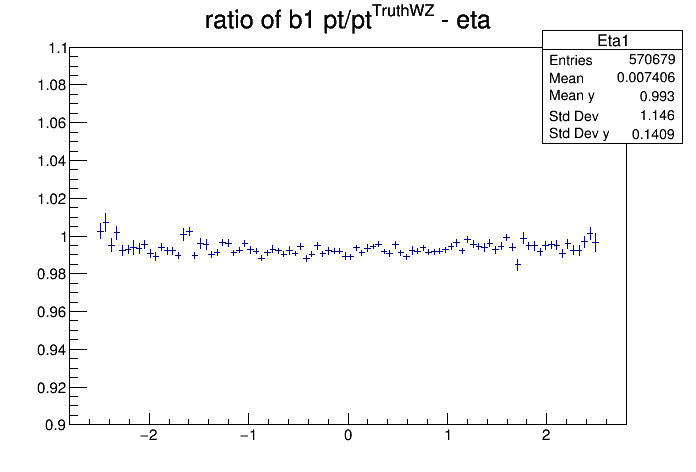 ratio of b1 pt/pt^TruthWZ - eta
Eta1
Entries 570679
Mean 0.007406
Mean y 0.993
Std Dev 1.146
Std Dev y 0.1409
1.1
1.08
1.06
1.04
1.02
1
0.98
0.96
0.94
0.92
0.9
−2 −1 0 1 2